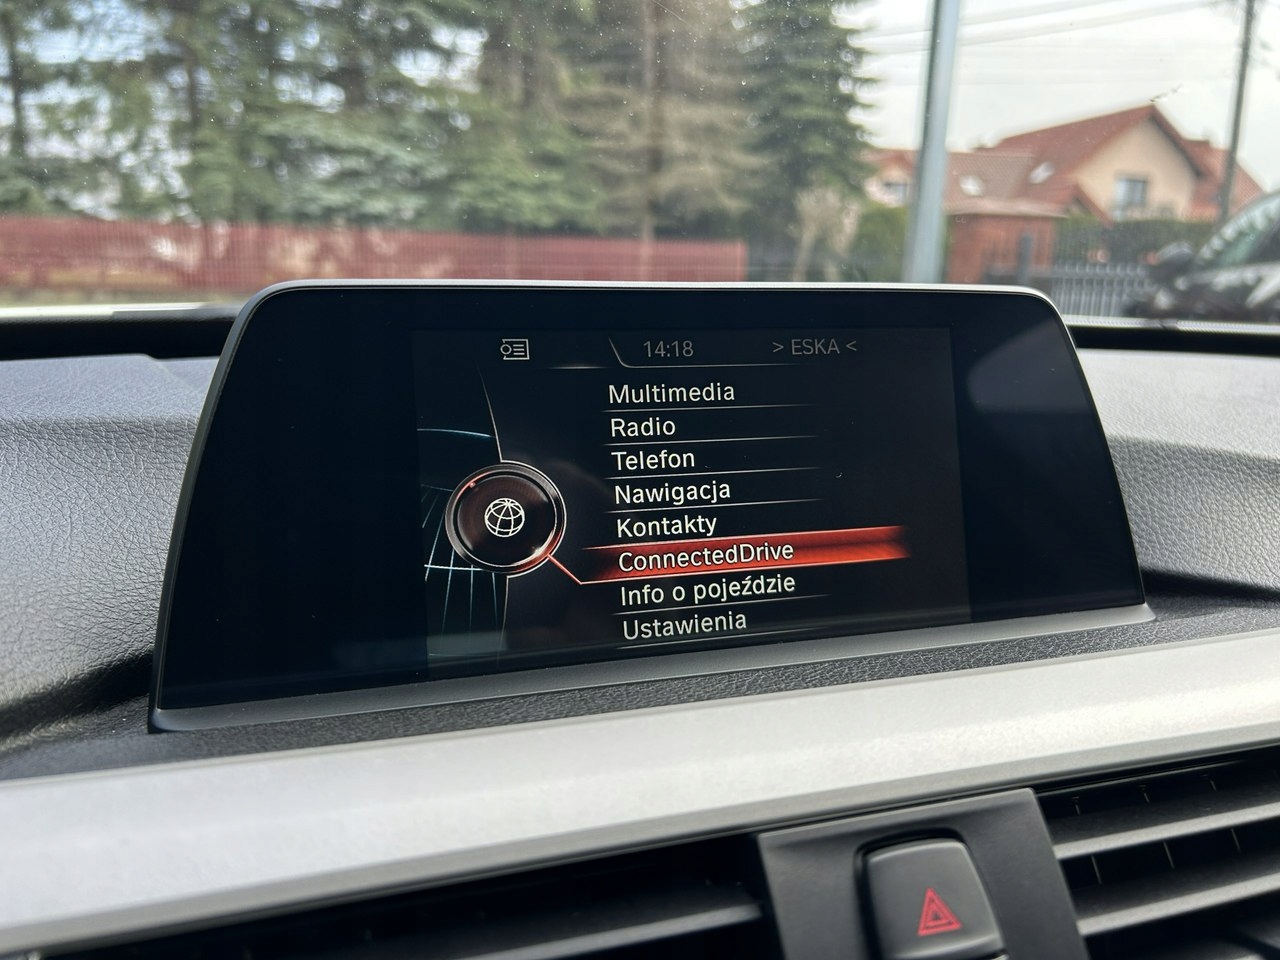 14:18 > ESKA <
Multimedia
Radio
Telefon
Nawigacja
Kontakty
ConnectedDrive
Info o pojeździe
Ustawienia